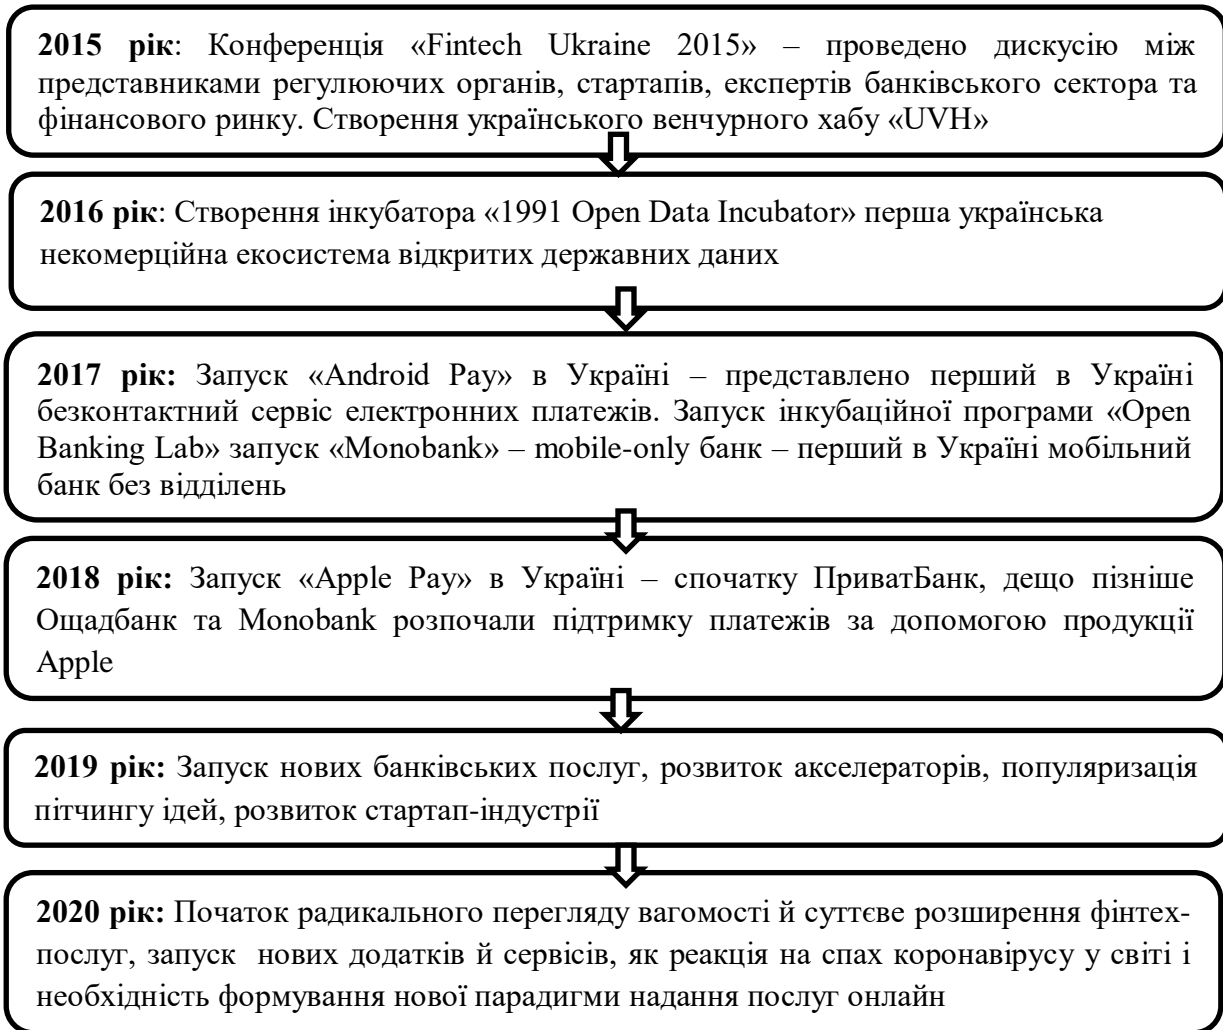 2015 рік: Конференція «Fintech Ukraine 2015» – проведено дискусію між
представниками регулюючих органів, стартапів, експертів банківського сектора та
фінансового ринку. Створення українського венчурного хабу «UVH»
2016 рік: Створення інкубатора «1991 Open Data Incubator» перша українська
некомерційна екосистема відкритих державних даних
2017 рік: Запуск «Android Pay» в Україні – представлено перший в Україні
безконтактний сервіс електронних платежів. Запуск інкубаційної програми «Open
Banking Lab» запуск «Monobank» – mobile-only банк – перший в Україні мобільний
банк без відділень
2018 рік: Запуск «Apple Pay» в Україні – спочатку ПриватБанк, дещо пізніше
Ощадбанк та Monobank розпочали підтримку платежів за допомогою продукції
Apple
2019 рік: Запуск нових банківських послуг, розвиток акселераторів, популяризація
пітчингу ідей, розвиток стартап-індустрії
2020 рік: Початок радикального перегляду вагомості й суттєве розширення фінтех-
послуг, запуск нових додатків й сервісів, як реакція на спах коронавірусу у світі і
необхідність формування нової парадигми надання послуг онлайн